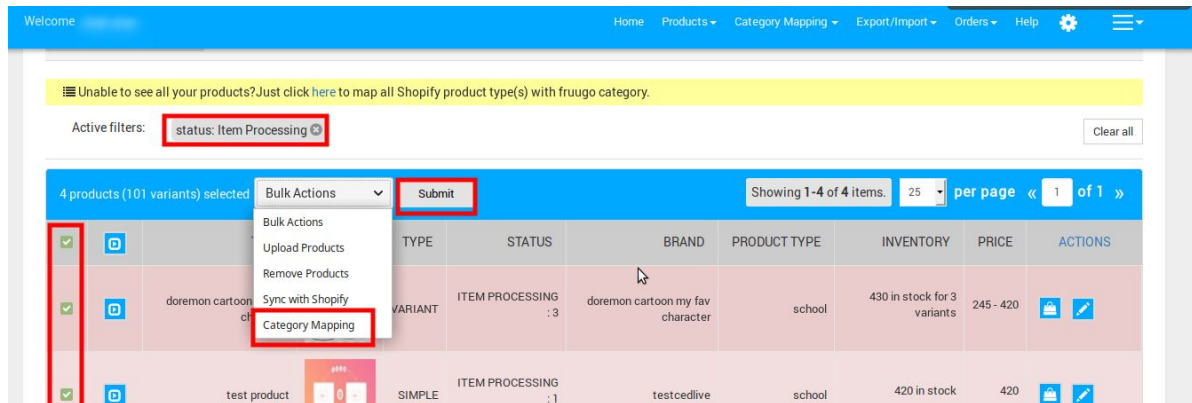 Welcome
Home Products Category Mapping Export/Import Orders Help
Unable to see all your products?Just click here to map all Shopify product type(s) with fruugo category.
Active filters: status: Item Processing Clear all
4 products (101 variants) selected Bulk Actions Submit Showing 1-4 of 4 items. 25 per page « 1 of 1 »
Bulk Actions
Upload Products
Remove Products
Sync with Shopify
Category Mapping
TYPE STATUS BRAND PRODUCT TYPE INVENTORY PRICE ACTIONS
doremon cartoon VARIANT ITEM PROCESSING : 3 doremon cartoon my fav character school 430 in stock for 3 variants 245 - 420
test product SIMPLE ITEM PROCESSING : 1 testcedlive school 420 in stock 420